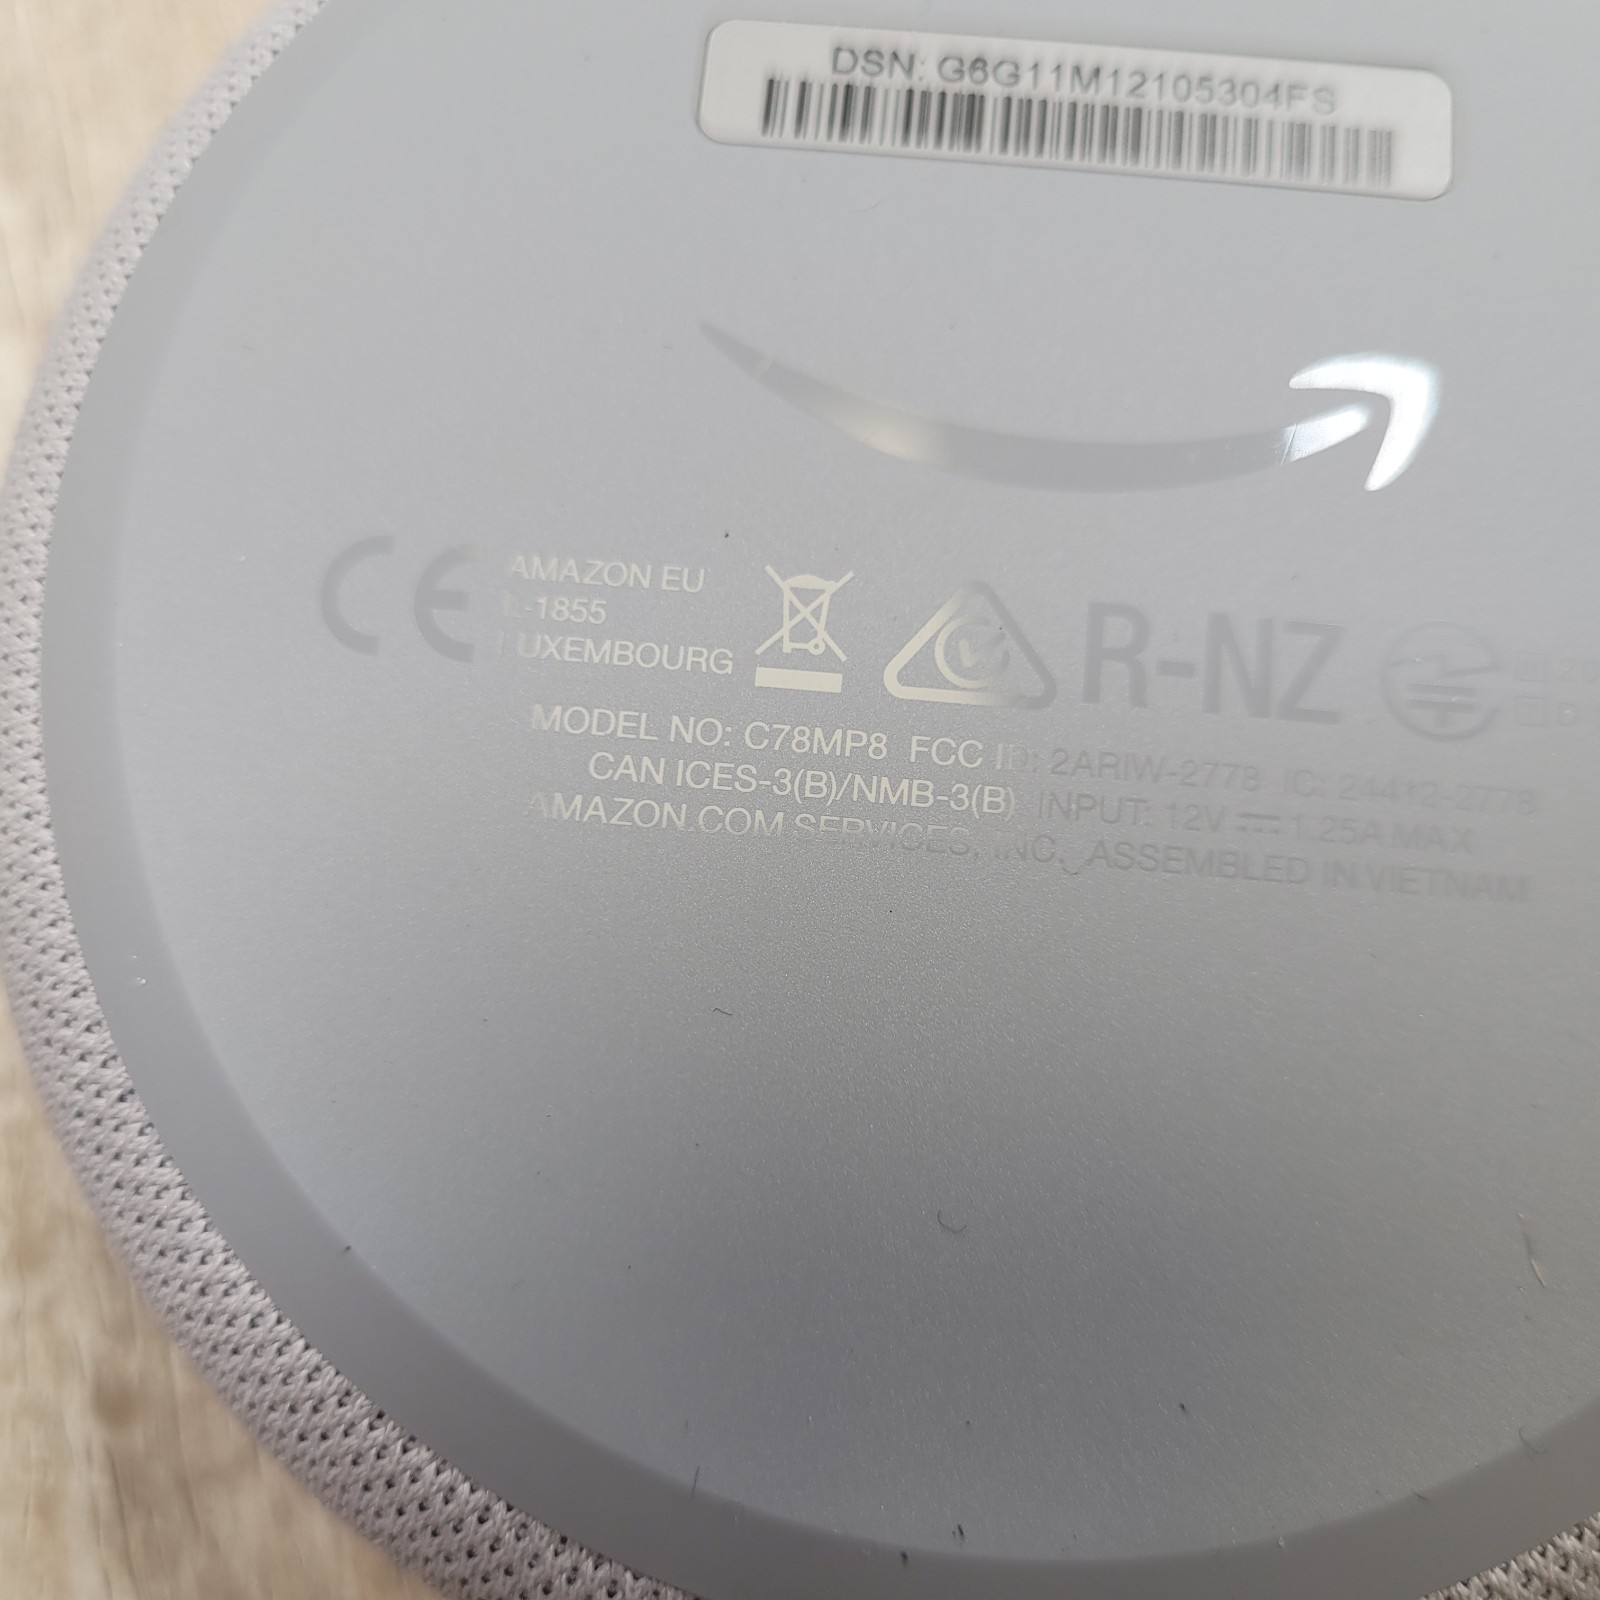 DSN: G6G11M12105304FS
CE
AMAZON EU
L-1855
LUXEMBOURG
R-NZ
MODEL NO: C78MP8 FCC ID: 2ARIW-2778 IC: 24412-2778
CAN ICES-3(B)/NMB-3(B) INPUT: 12V ⎓ 1.25A MAX
AMAZON.COM SERVICES, INC. ASSEMBLED IN VIETNAM